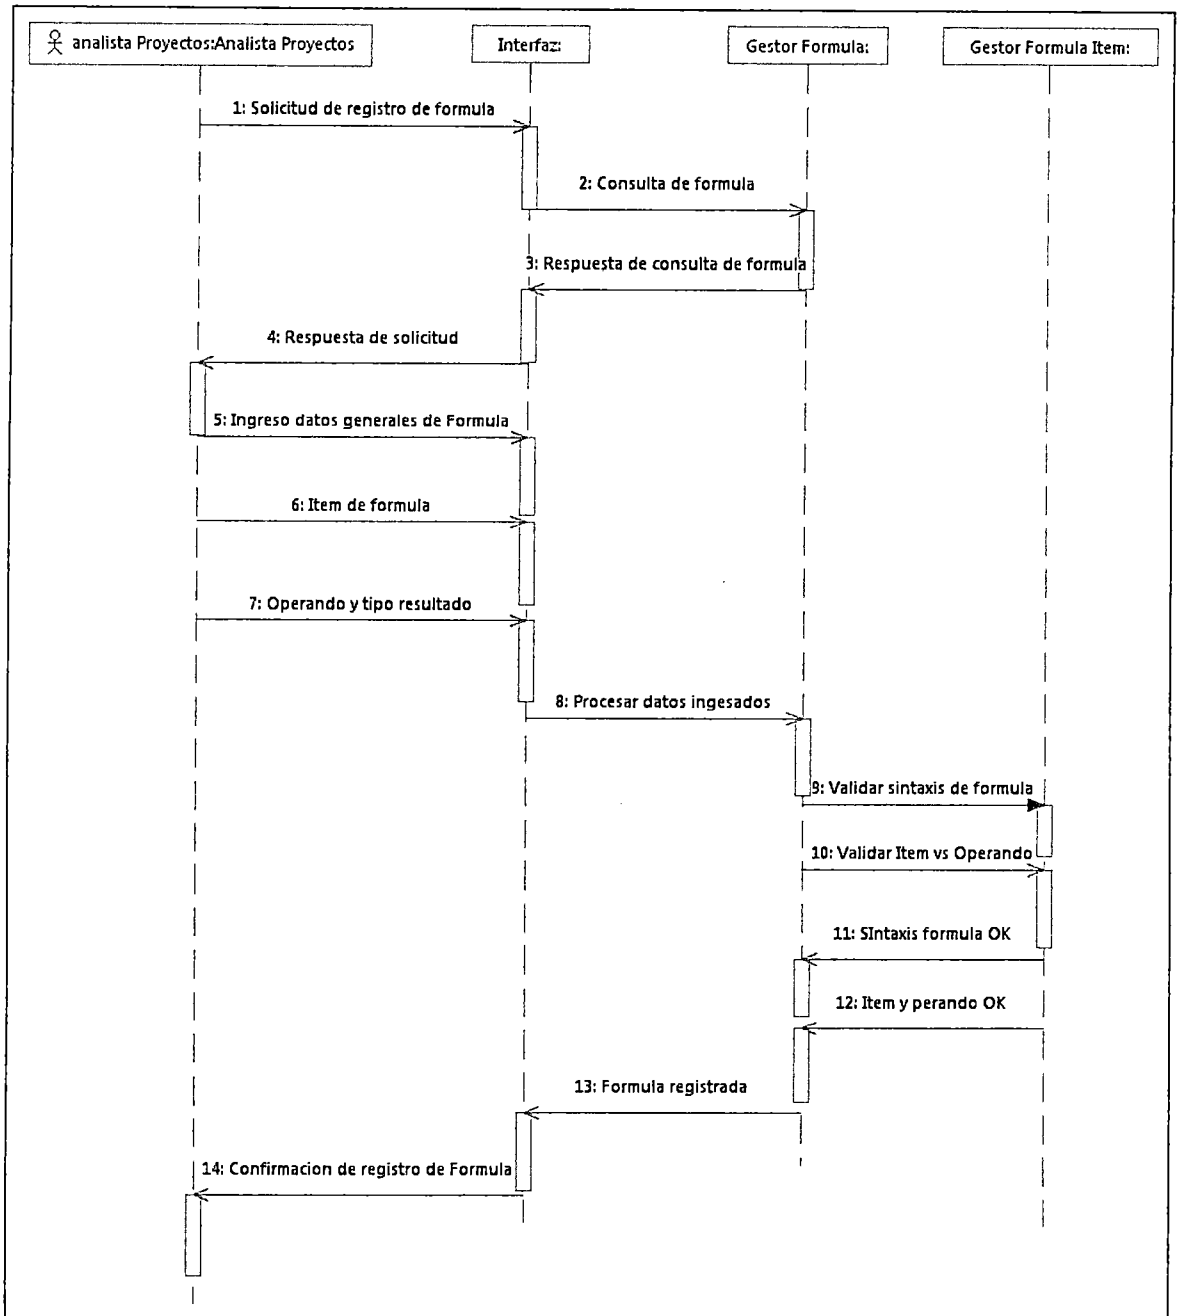 analista Proyectos:Analista Proyectos
Interfaz:
Gestor Formula:
Gestor Formula Item:
1: Solicitud de registro de formula
2: Consulta de formula
3: Respuesta de consulta de formula
4: Respuesta de solicitud
5: Ingreso datos generales de Formula
6: Item de formula
7: Operando y tipo resultado
8: Procesar datos ingesados
9: Validar sintaxis de formula
10: Validar Item vs Operando
11: SIntaxis formula OK
12: Item y perando OK
13: Formula registrada
14: Confirmacion de registro de Formula